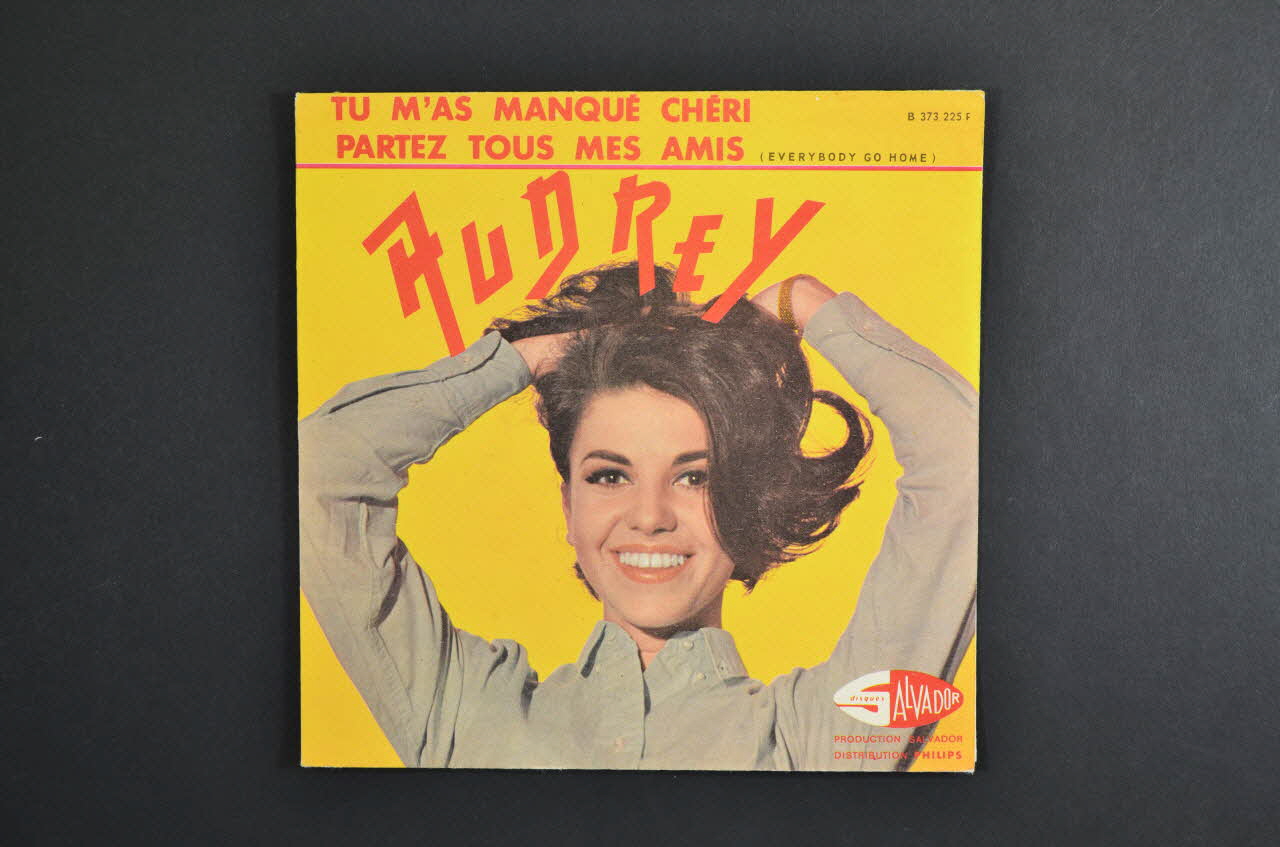 TU M'AS MANQUÉ CHÉRI
B 373 225 F
PARTEZ TOUS MES AMIS (EVERYBODY GO HOME)
AUDREY
disques SALVADOR
PRODUCTION SALVADOR
DISTRIBUTION PHILIPS